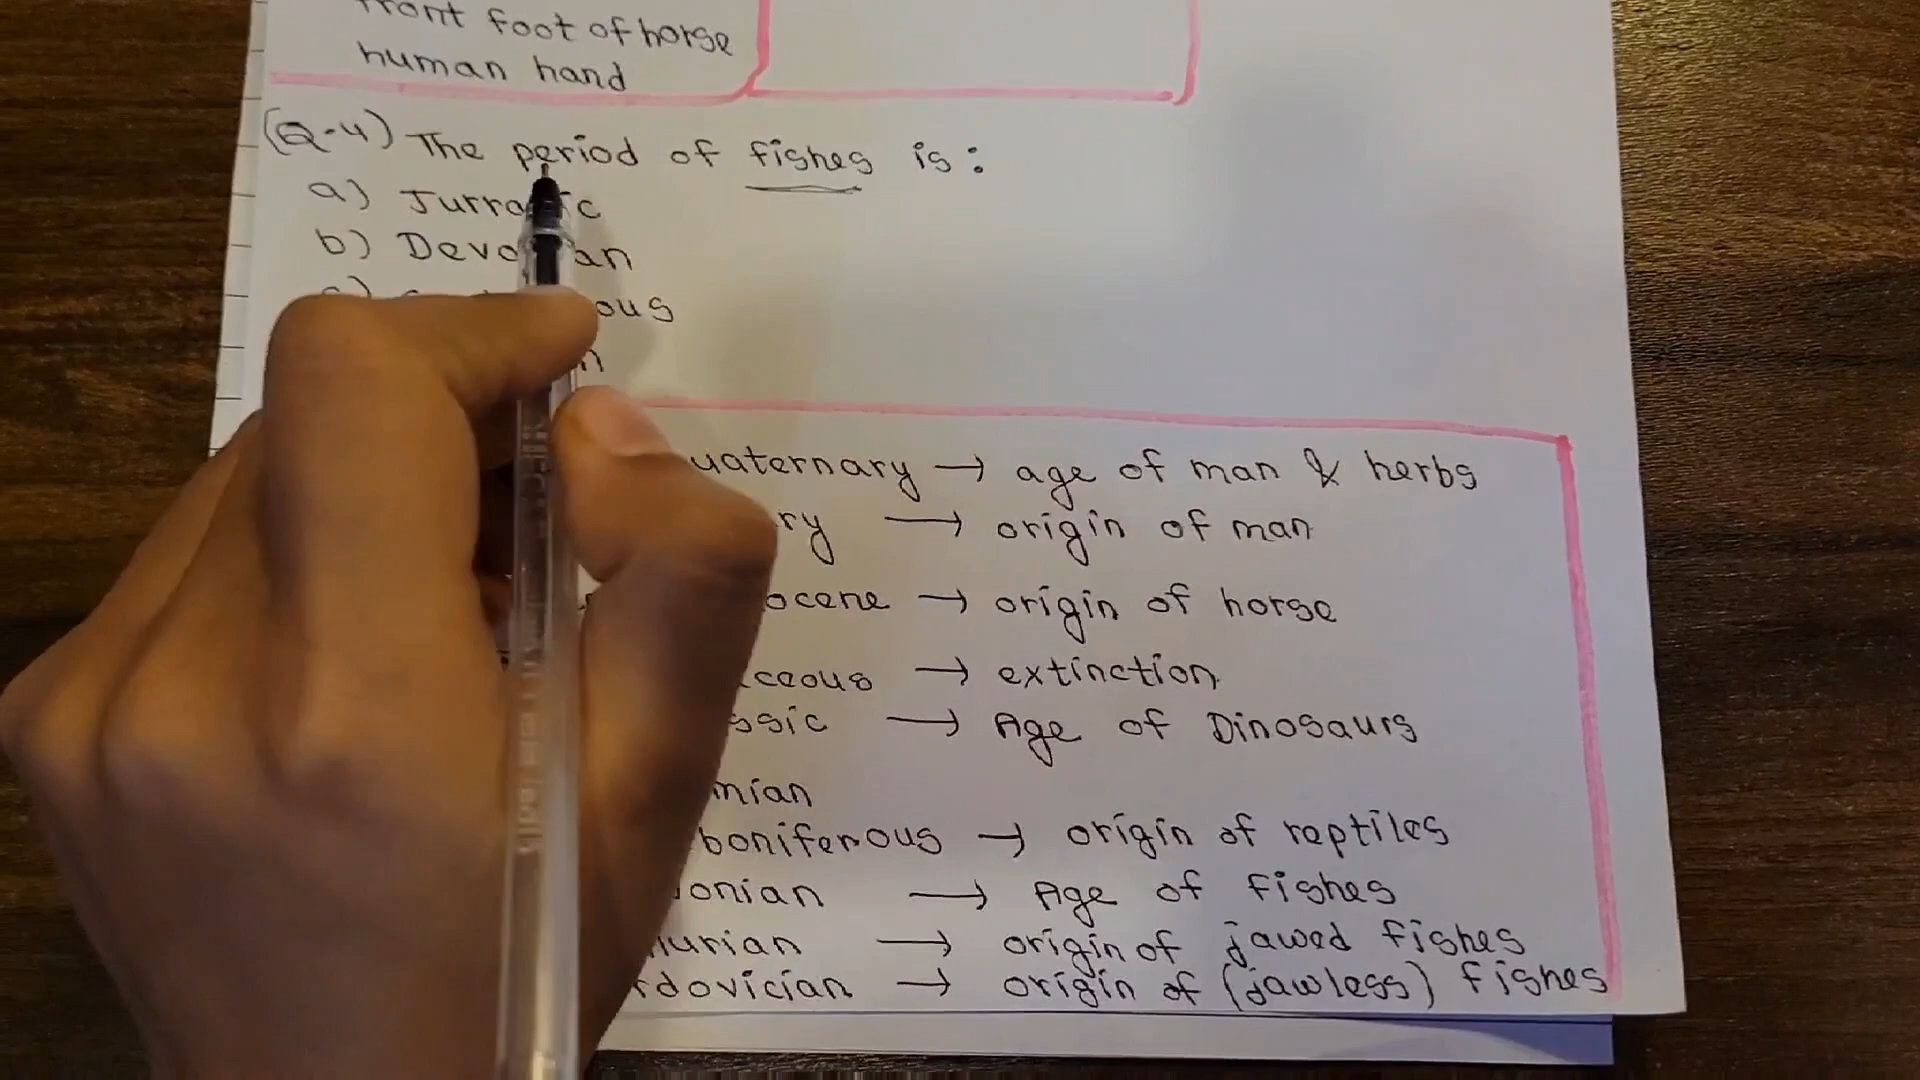 front foot of horse
human hand
(Q-4) The period of fishes is:
a) Jurra c
b) Devo an
ous
n
uaternary → age of man & herbs
ry → origin of man
ocene → origin of horse
ceous → extinction
ssic → Age of Dinosaurs
mian
boniferous → origin of reptiles
onian → Age of Fishes
lurian → origin of jawed fishes
rdovician → origin of (jawless) fishes